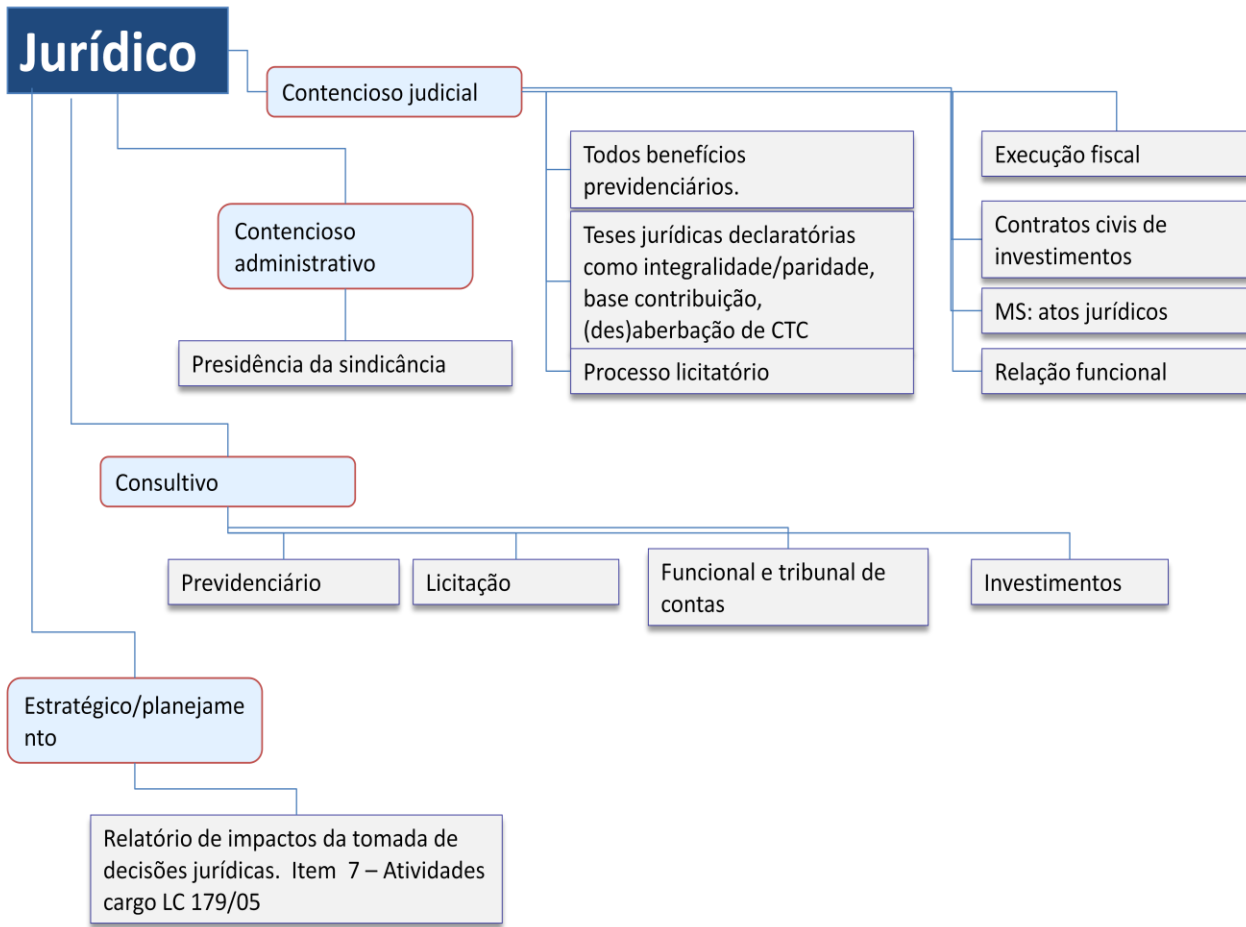 Jurídico
Contencioso judicial
Todos benefícios
previdenciários.
Execução fiscal
Contencioso
administrativo
Teses jurídicas declaratórias
como integralidade/paridade,
base contribuição,
(des)aberbação de CTC
Contratos civis de
investimentos
MS: atos jurídicos
Presidência da sindicância
Processo licitatório
Relação funcional
Consultivo
Previdenciário
Licitação
Funcional e tribunal de
contas
Investimentos
Estratégico/planejame
nto
Relatório de impactos da tomada de
decisões jurídicas.  Item  7 – Atividades
cargo LC 179/05